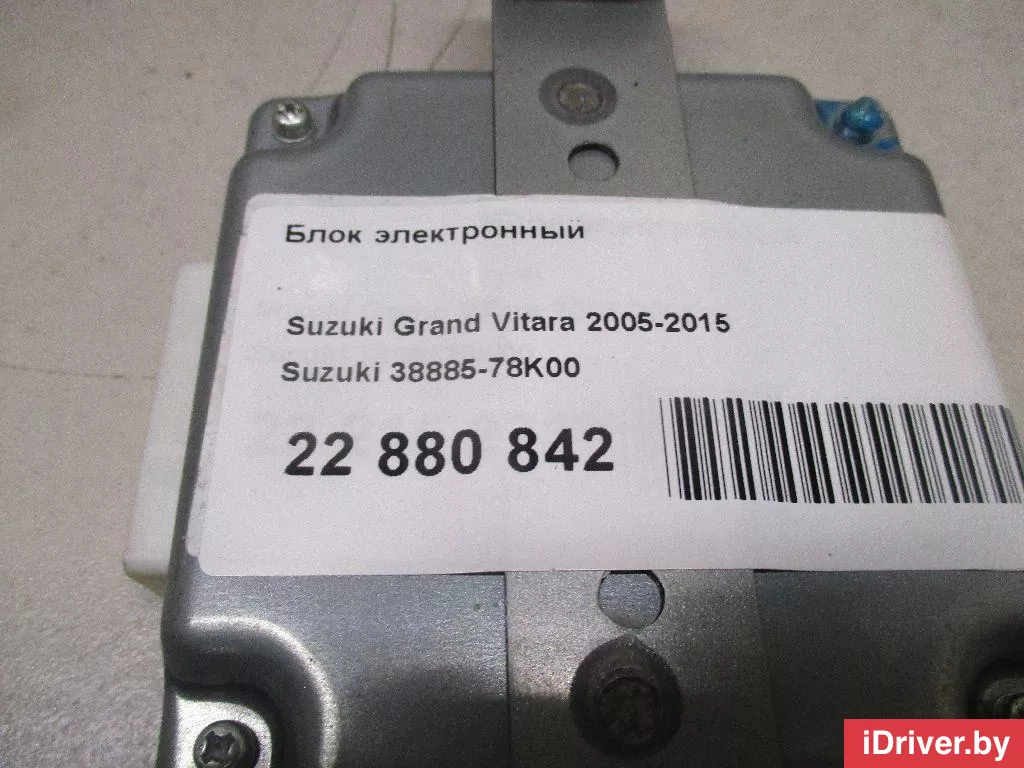 Блок электронный
Suzuki Grand Vitara 2005-2015
Suzuki 38885-78K00
22 880 842
iDriver.by